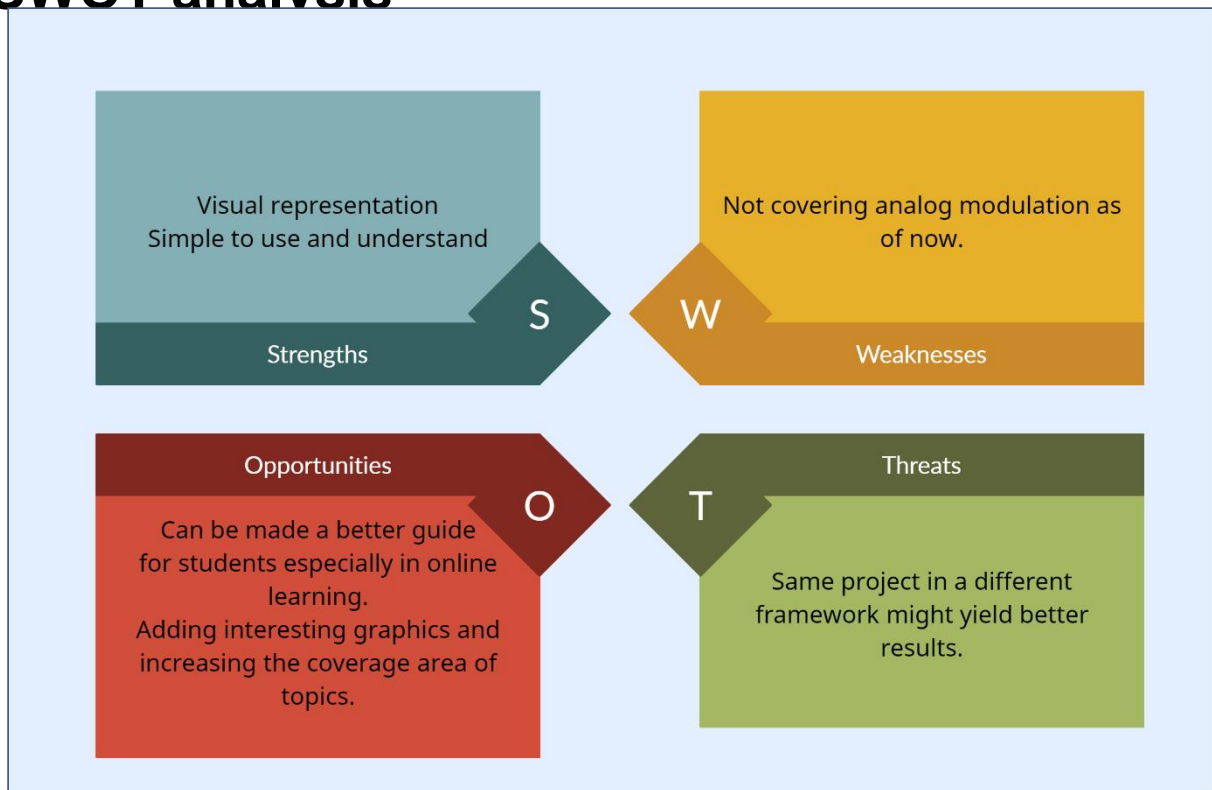 SWOT analysis
Visual representation
Simple to use and understand
S
Strengths
Not covering analog modulation as
of now.
W
Weaknesses
Opportunities
O
Can be made a better guide
for students especially in online
learning.
Adding interesting graphics and
increasing the coverage area of
topics.
Threats
T
Same project in a different
framework might yield better
results.